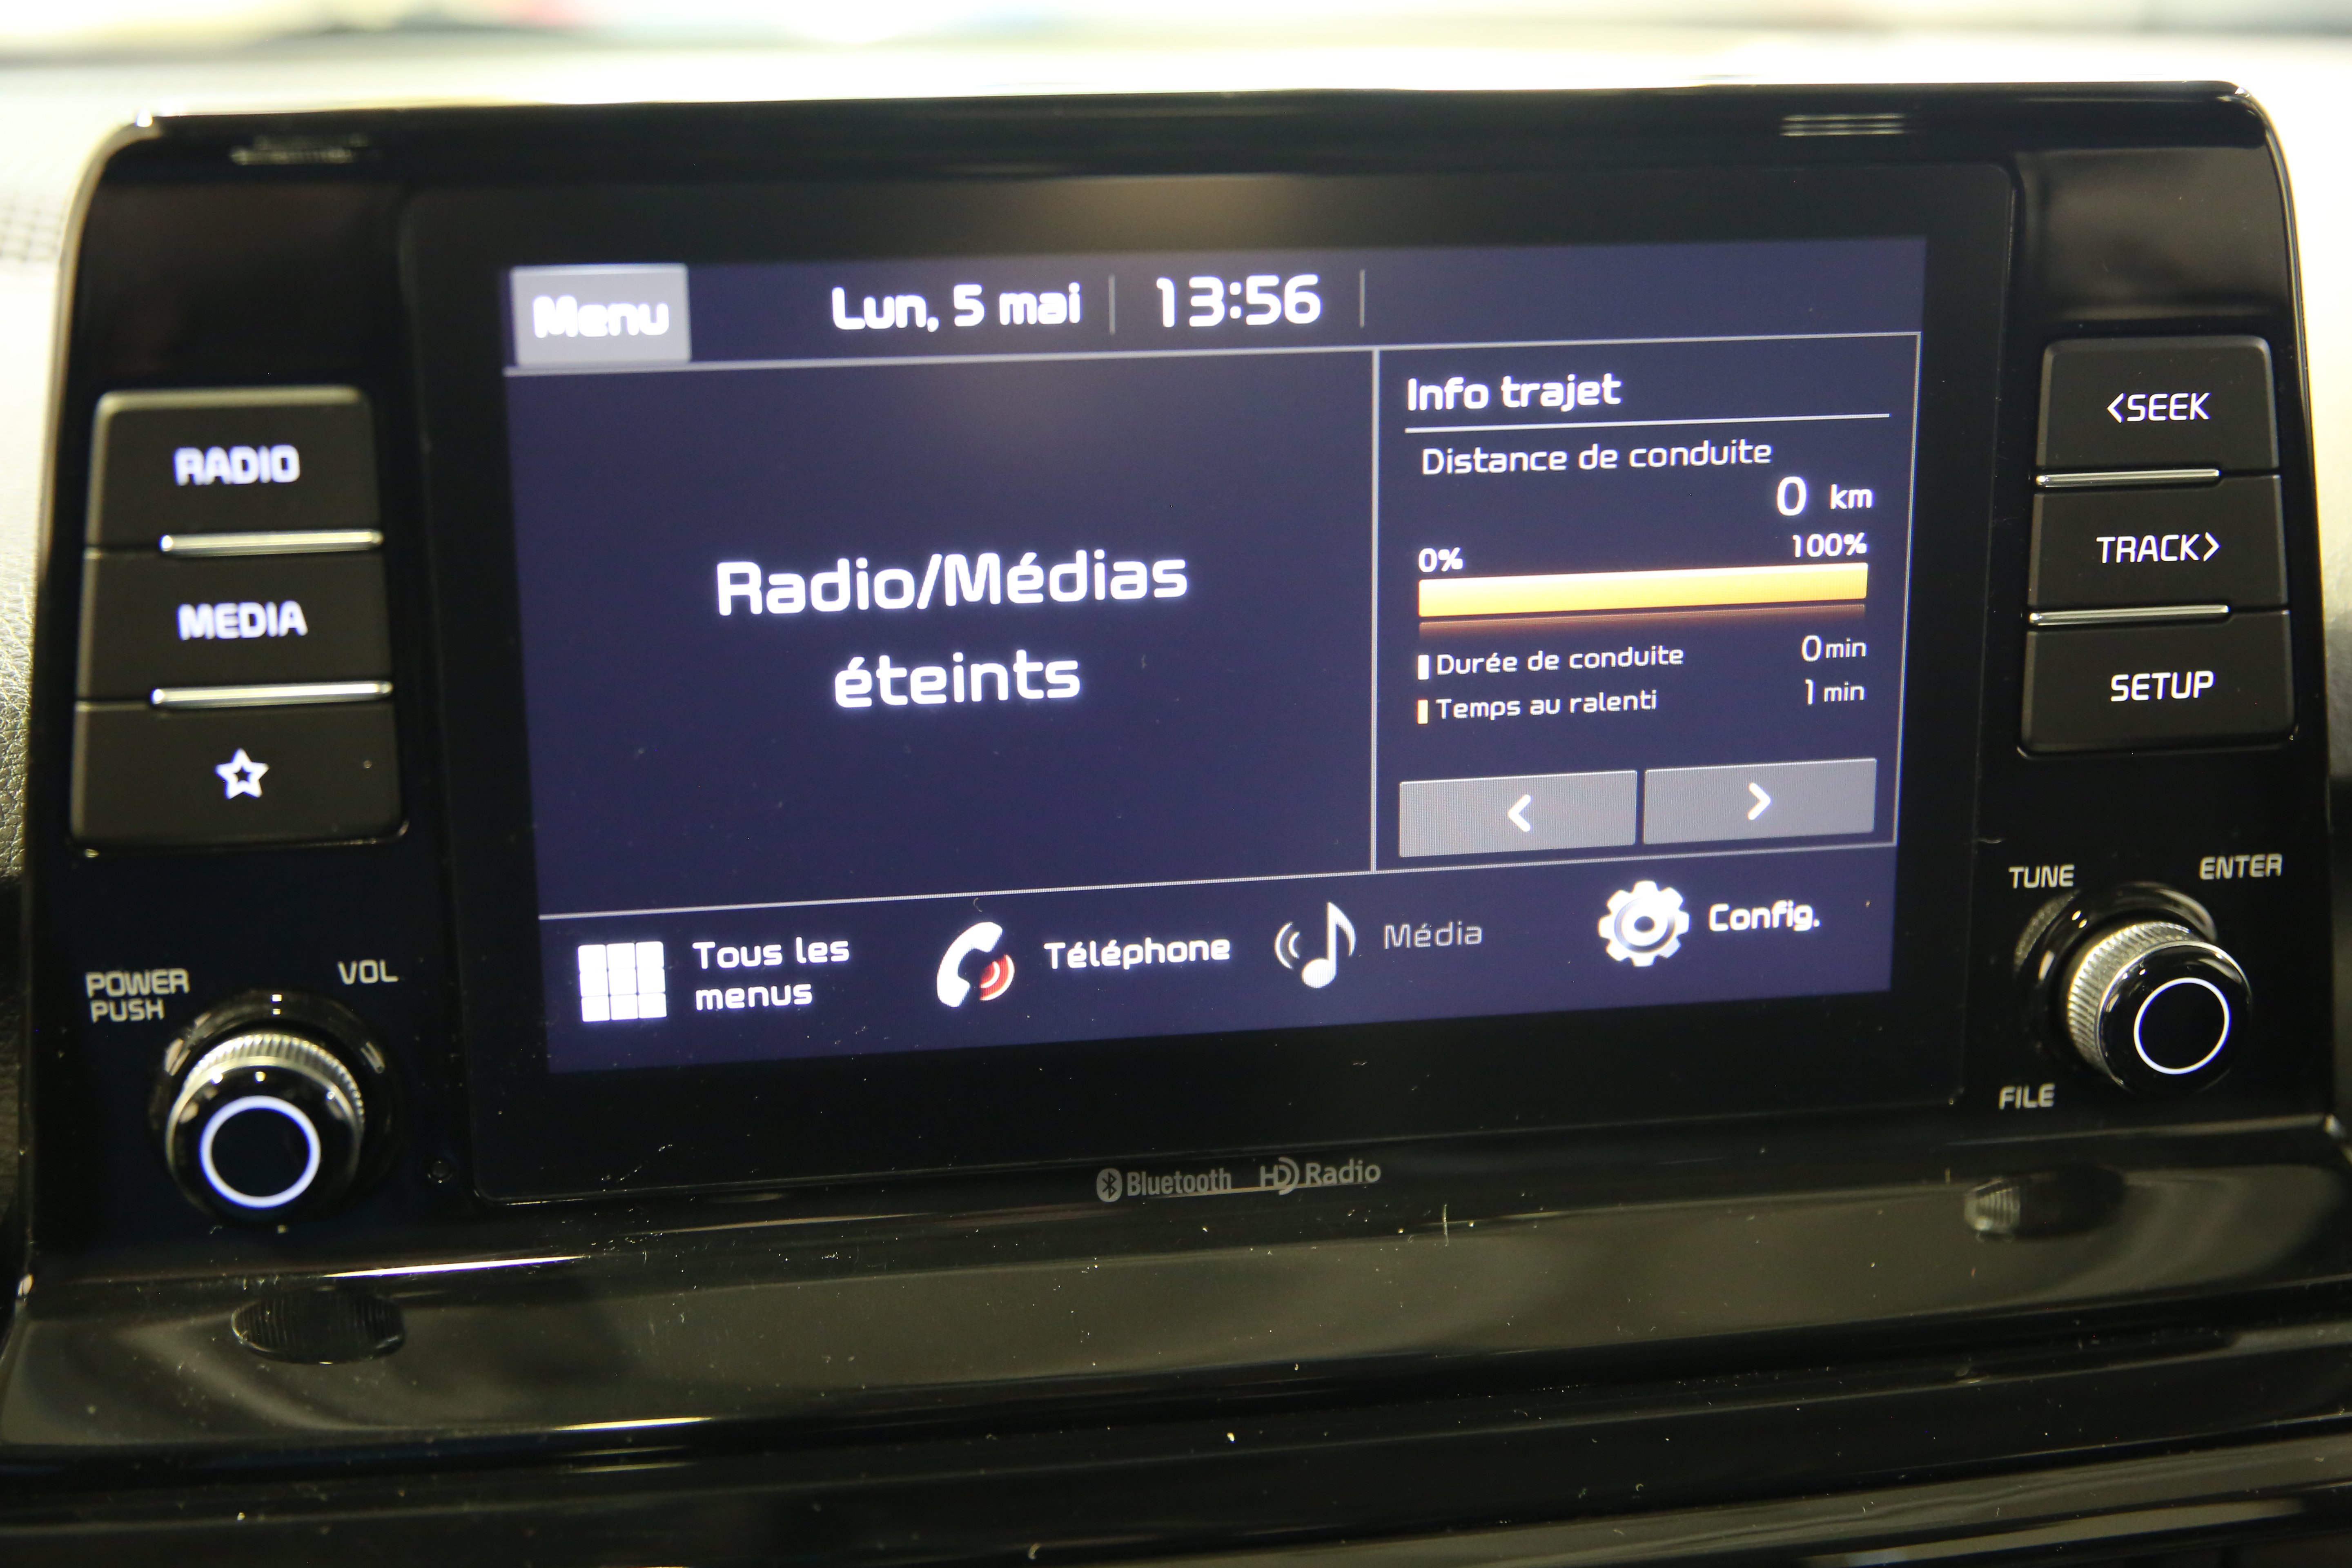 Menu
Lun, 5 mai
13:56
RADIO
MEDIA
POWER
PUSH
VOL
Radio/Médias
éteints
Info trajet
Distance de conduite
0 km
0%
100%
Durée de conduite 0 min
Temps au ralenti 1 min
<
>
Tous les
menus
Téléphone
Média
Config.
<SEEK
TRACK>
SETUP
TUNE
ENTER
FILE
Bluetooth
HD Radio